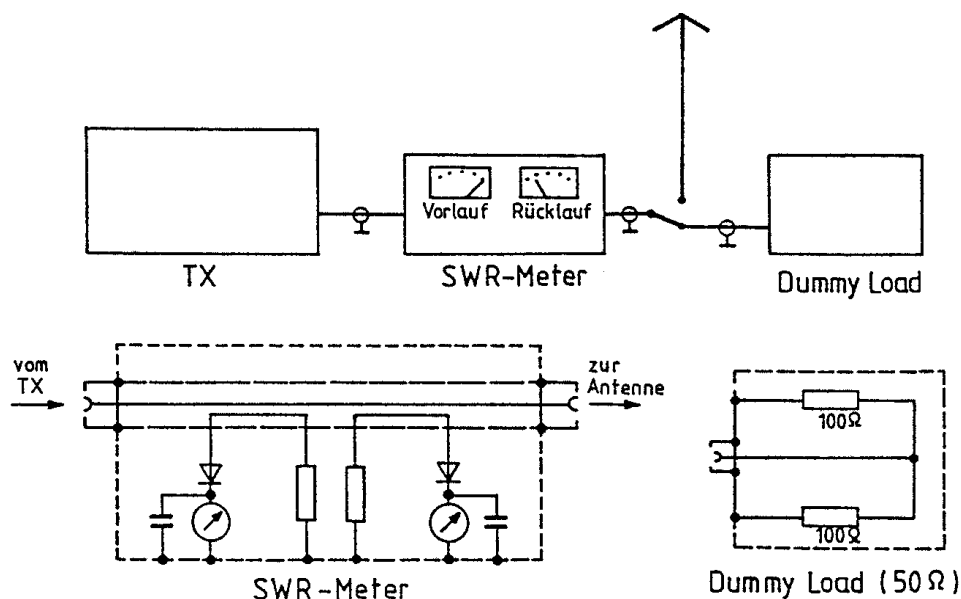 Vorlauf Rücklauf
TX
SWR-Meter
Dummy Load
vom
TX
zur
Antenne
SWR-Meter
100Ω
100Ω
Dummy Load (50Ω)